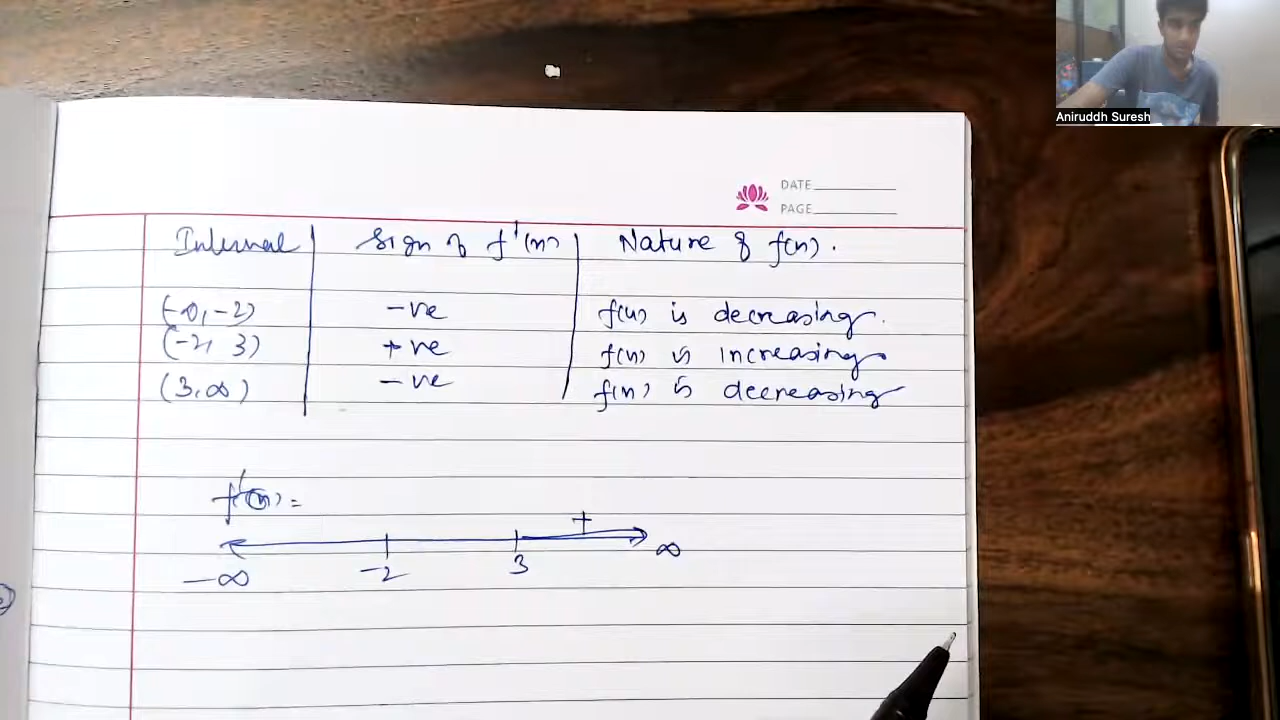 Aniruddh Suresh
DATE
PAGE
Interval Sign of f'(n) Nature of f(n).
(-∞,-2) -ve f(n) is decreasing.
(-2, 3) +ve f(n) is increasing
(3,∞) -ve f(n) is decreasing
f'(n) =
+
-∞ -2 3 ∞